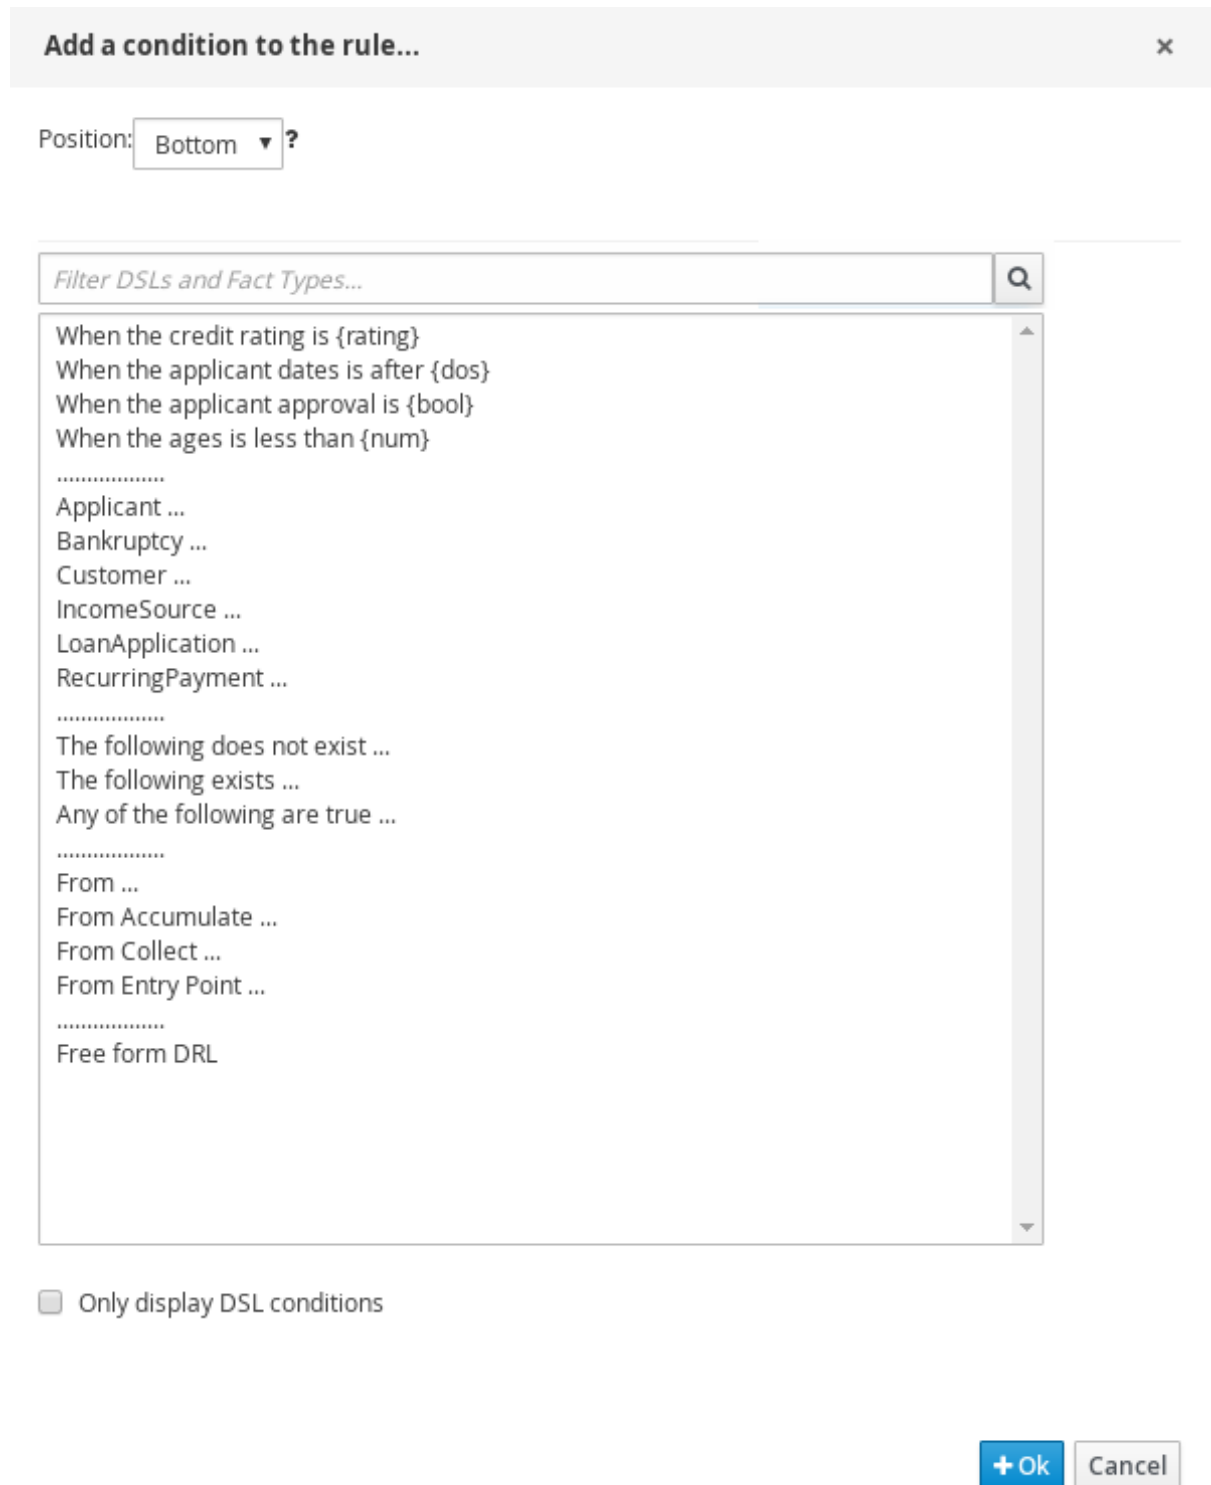 Add a condition to the rule... ×
Position: Bottom ▼ ?
Filter DSLs and Fact Types...
When the credit rating is {rating}
When the applicant dates is after {dos}
When the applicant approval is {bool}
When the ages is less than {num}
..................
Applicant ...
Bankruptcy ...
Customer ...
IncomeSource ...
LoanApplication ...
RecurringPayment ...
..................
The following does not exist ...
The following exists ...
Any of the following are true ...
..................
From ...
From Accumulate ...
From Collect ...
From Entry Point ...
..................
Free form DRL
Only display DSL conditions
+ Ok Cancel